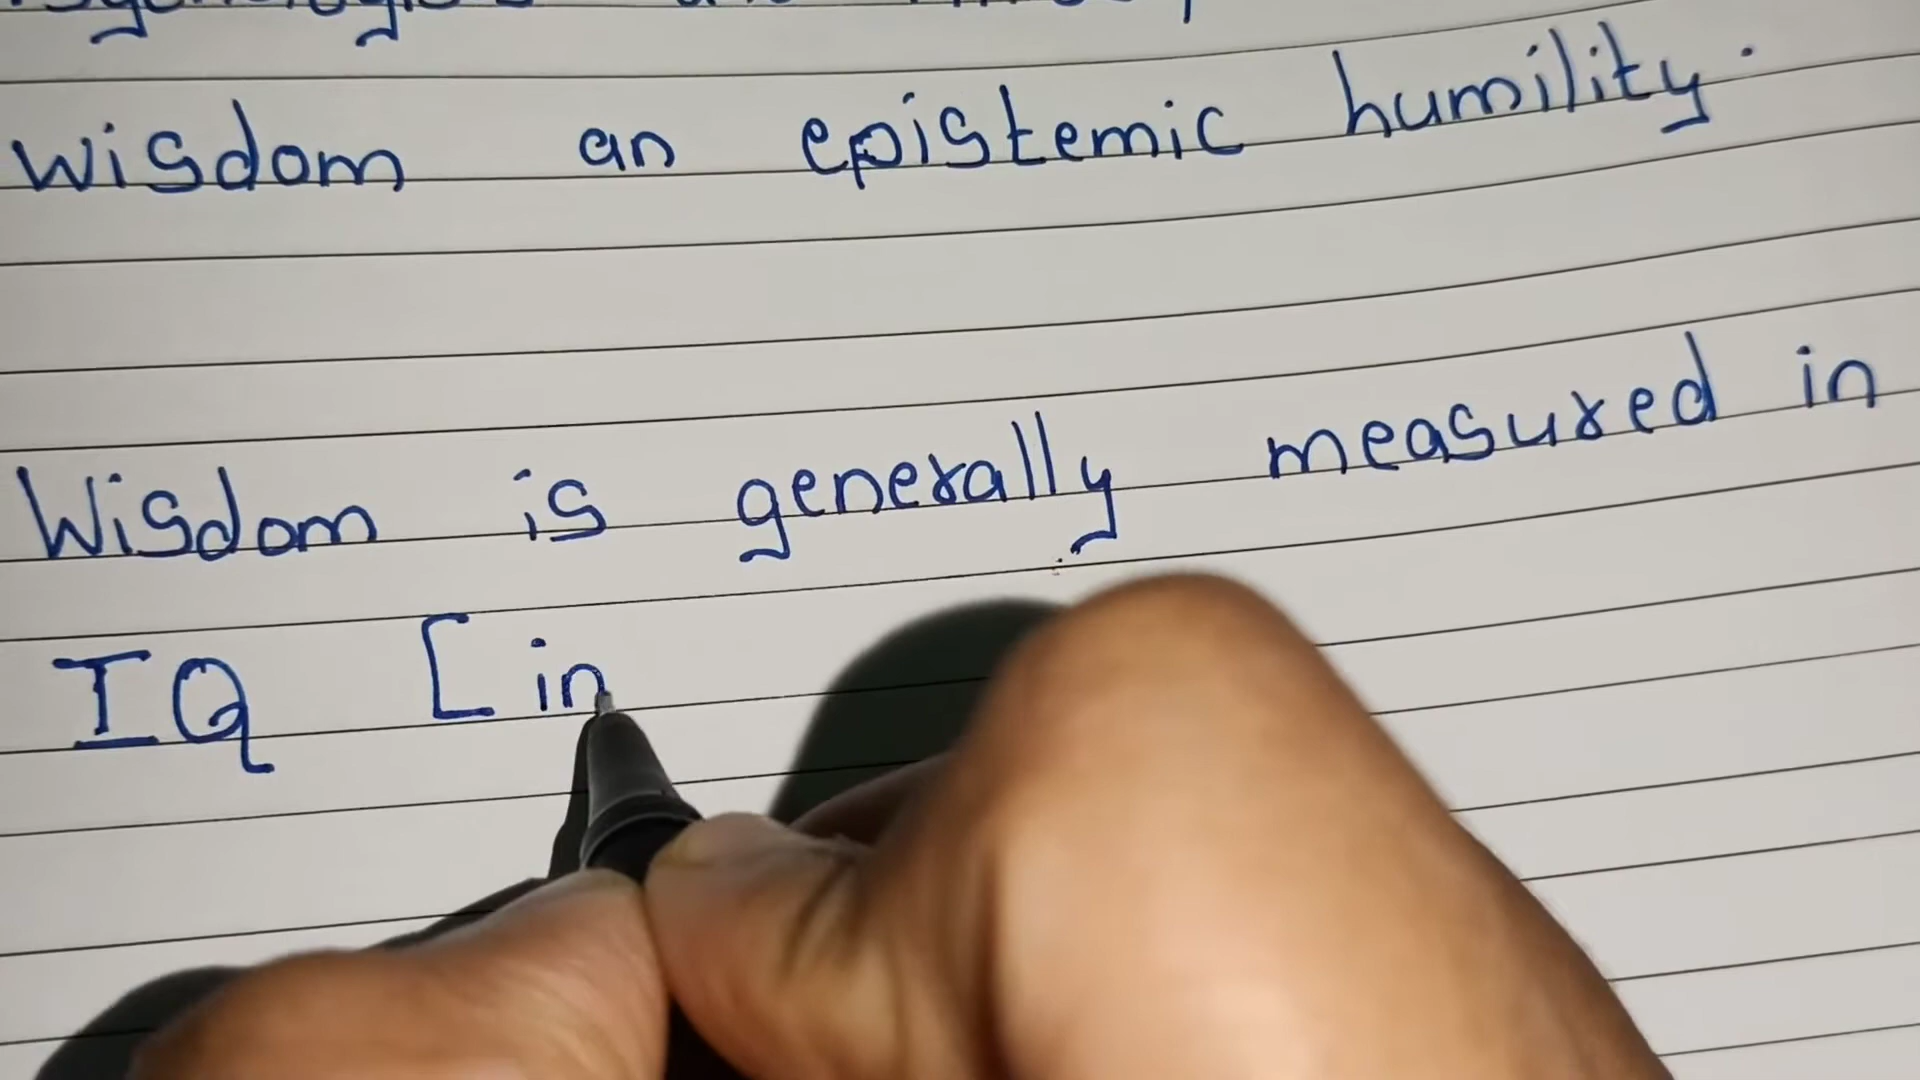 wisdom an epistemic humility.
Wisdom is generally measured in
IQ [in